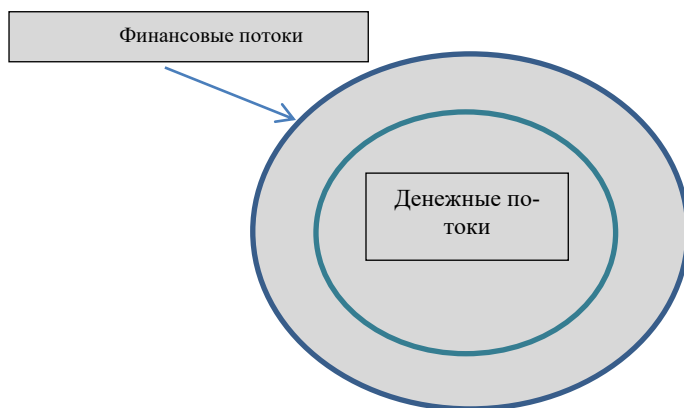 Финансовые потоки
Денежные по-
токи